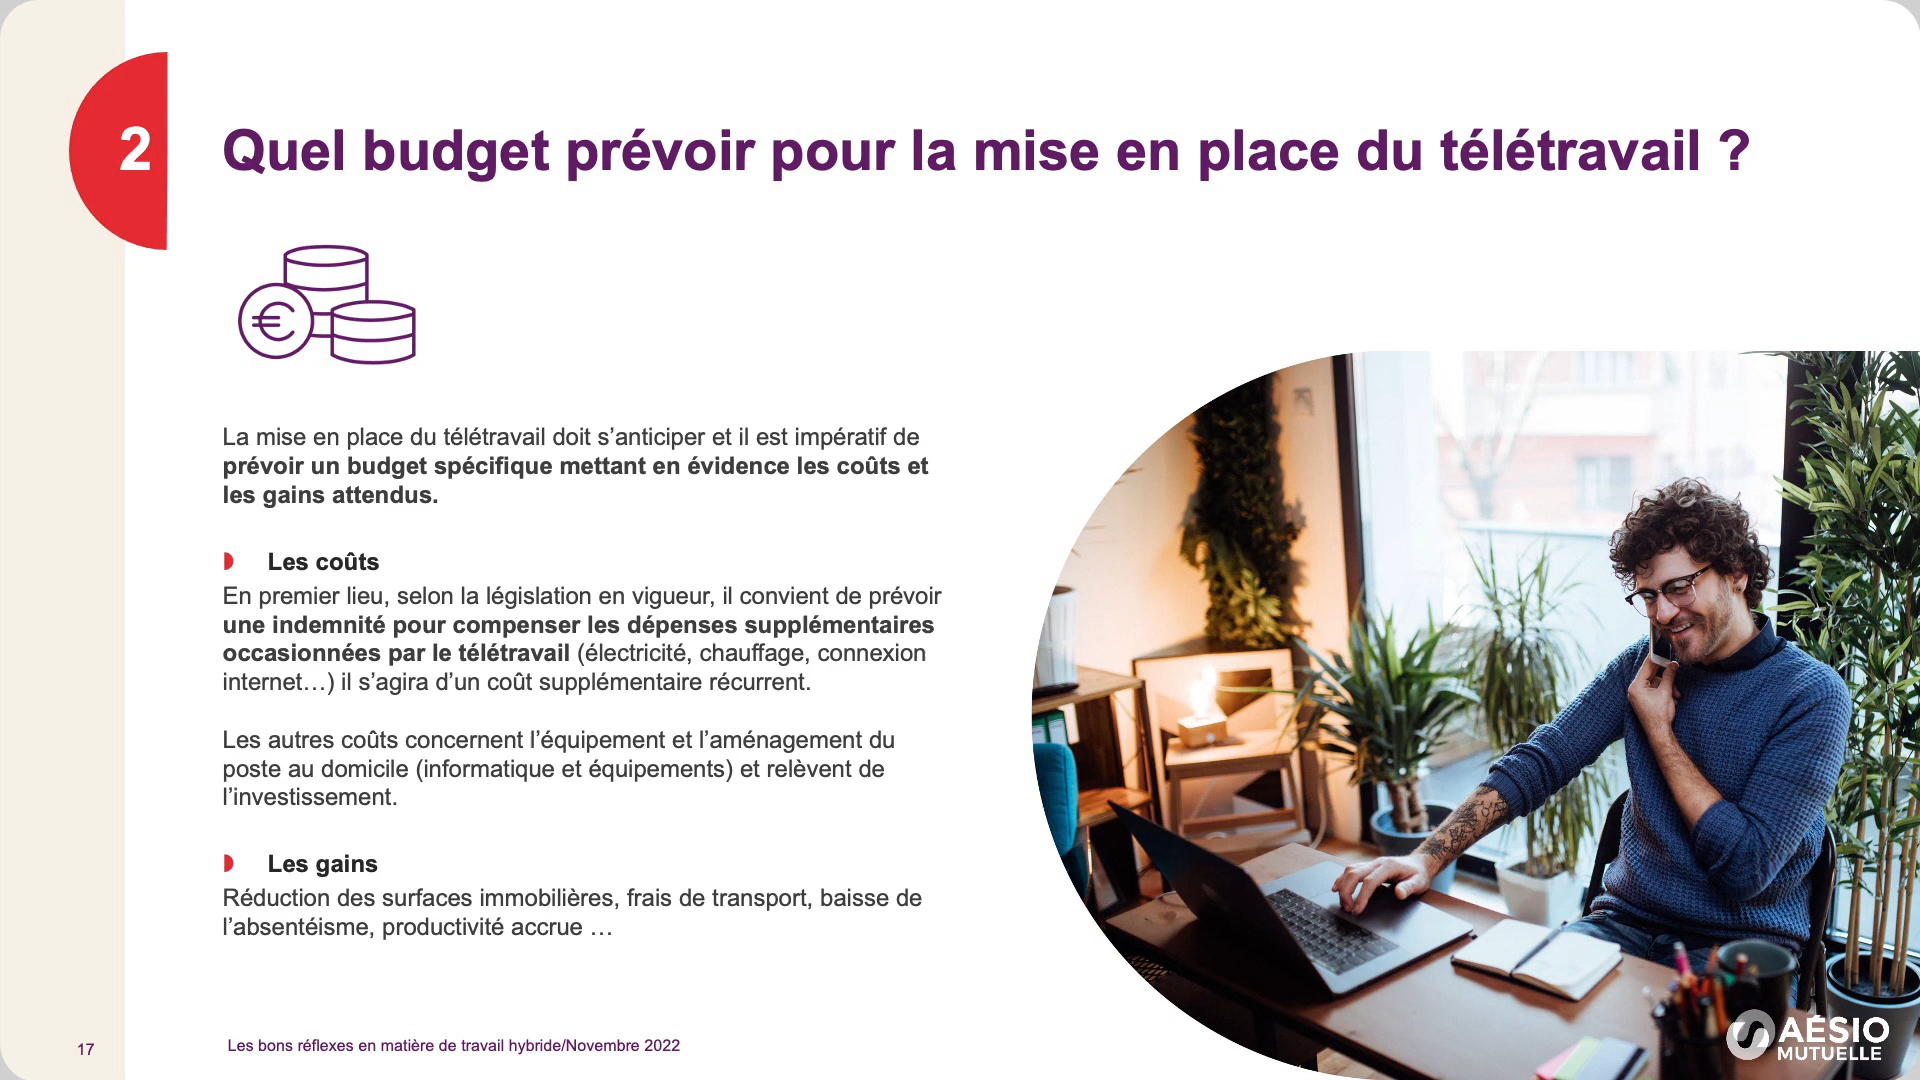 2
Quel budget prévoir pour la mise en place du télétravail ?
€
La mise en place du télétravail doit s’anticiper et il est impératif de
prévoir un budget spécifique mettant en évidence les coûts et
les gains attendus.
Les coûts
En premier lieu, selon la législation en vigueur, il convient de prévoir
une indemnité pour compenser les dépenses supplémentaires
occasionnées par le télétravail (électricité, chauffage, connexion
internet…) il s’agira d’un coût supplémentaire récurrent.
Les autres coûts concernent l’équipement et l’aménagement du
poste au domicile (informatique et équipements) et relèvent de
l’investissement.
Les gains
Réduction des surfaces immobilières, frais de transport, baisse de
l’absentéisme, productivité accrue …
17
Les bons réflexes en matière de travail hybride/Novembre 2022
AÉSIO
MUTUELLE